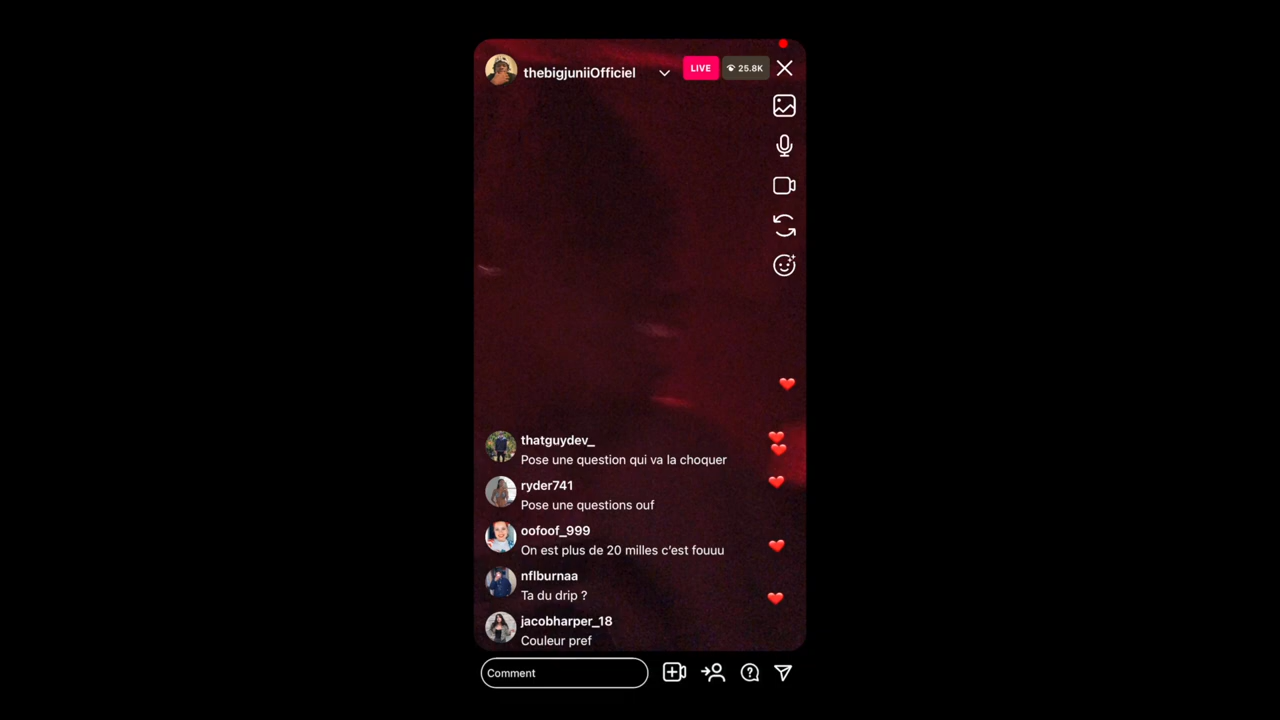 thebigjuniiOfficiel
LIVE
25.8K
thatguydev_
Pose une question qui va la choquer
ryder741
Pose une questions ouf
oofoof_999
On est plus de 20 milles c’est fouuu
nflburnaa
Ta du drip ?
jacobharper_18
Couleur pref
Comment